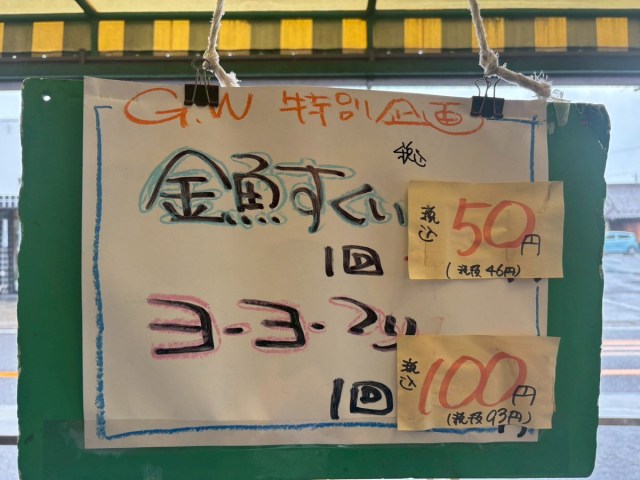 G.W 特別企画
税込
金魚すくい
1回
税込 50円
(税抜46円)
ヨーヨーつり
1回
税込 100円
(税抜93円)